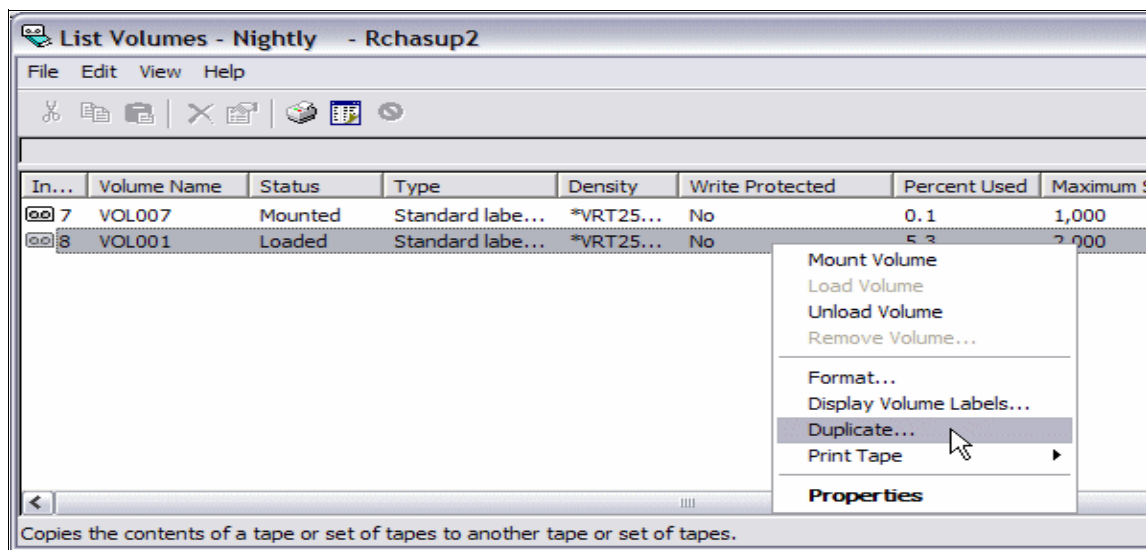 List Volumes - Nightly - Rchasup2
File Edit View Help
In... Volume Name Status Type Density Write Protected Percent Used Maximum S
7 VOL007 Mounted Standard labe... *VRT25... No 0.1 1,000
8 VOL001 Loaded Standard labe... *VRT25... No 5.3 2,000
Mount Volume
Load Volume
Unload Volume
Remove Volume...
Format...
Display Volume Labels...
Duplicate...
Print Tape
Properties
Copies the contents of a tape or set of tapes to another tape or set of tapes.